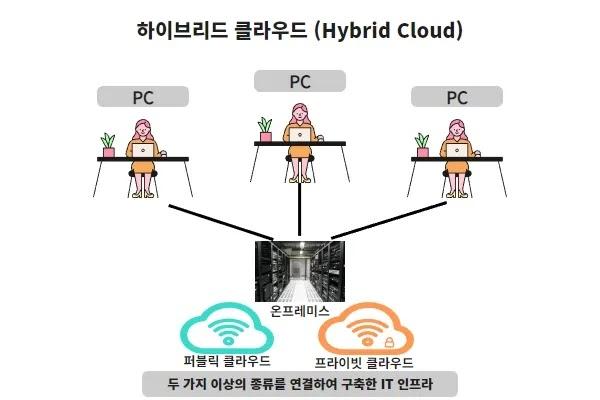 하이브리드 클라우드 (Hybrid Cloud)
PC
PC
PC
온프레미스
퍼블릭 클라우드
프라이빗 클라우드
두 가지 이상의 종류를 연결하여 구축한 IT 인프라